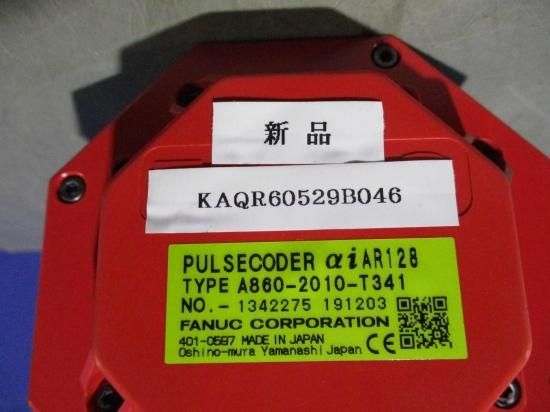 新品
KAQR60529B046
PULSECODER αiAR128
TYPE A860-2010-T341
NO.- 1342275 191203
FANUC CORPORATION
401-0597 MADE IN JAPAN
Oshino-mura Yamanashi Japan
CE